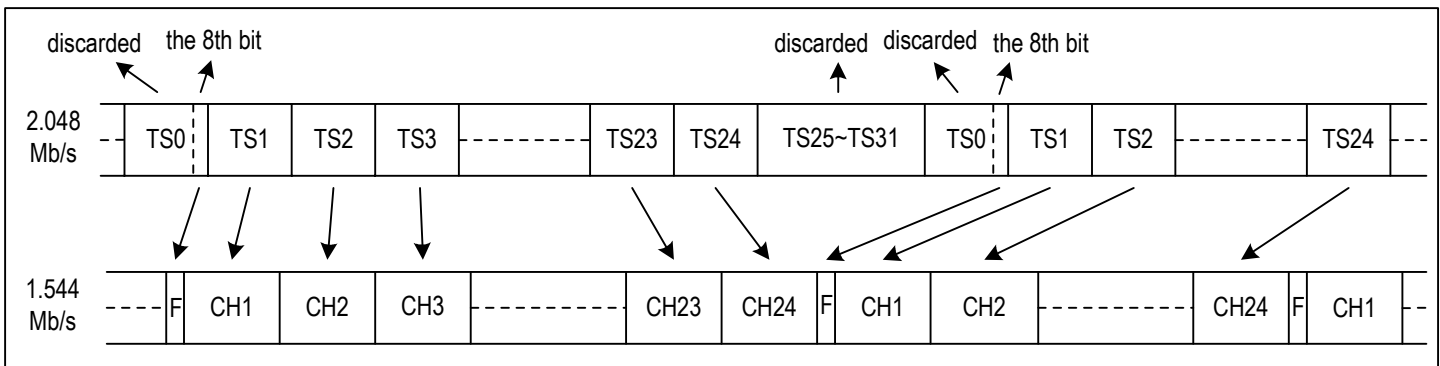 discarded the 8th bit discarded discarded the 8th bit
2.048 Mb/s
TS0 TS1 TS2 TS3 TS23 TS24 TS25~TS31 TS0 TS1 TS2 TS24
1.544 Mb/s
F CH1 CH2 CH3 CH23 CH24 F CH1 CH2 CH24 F CH1